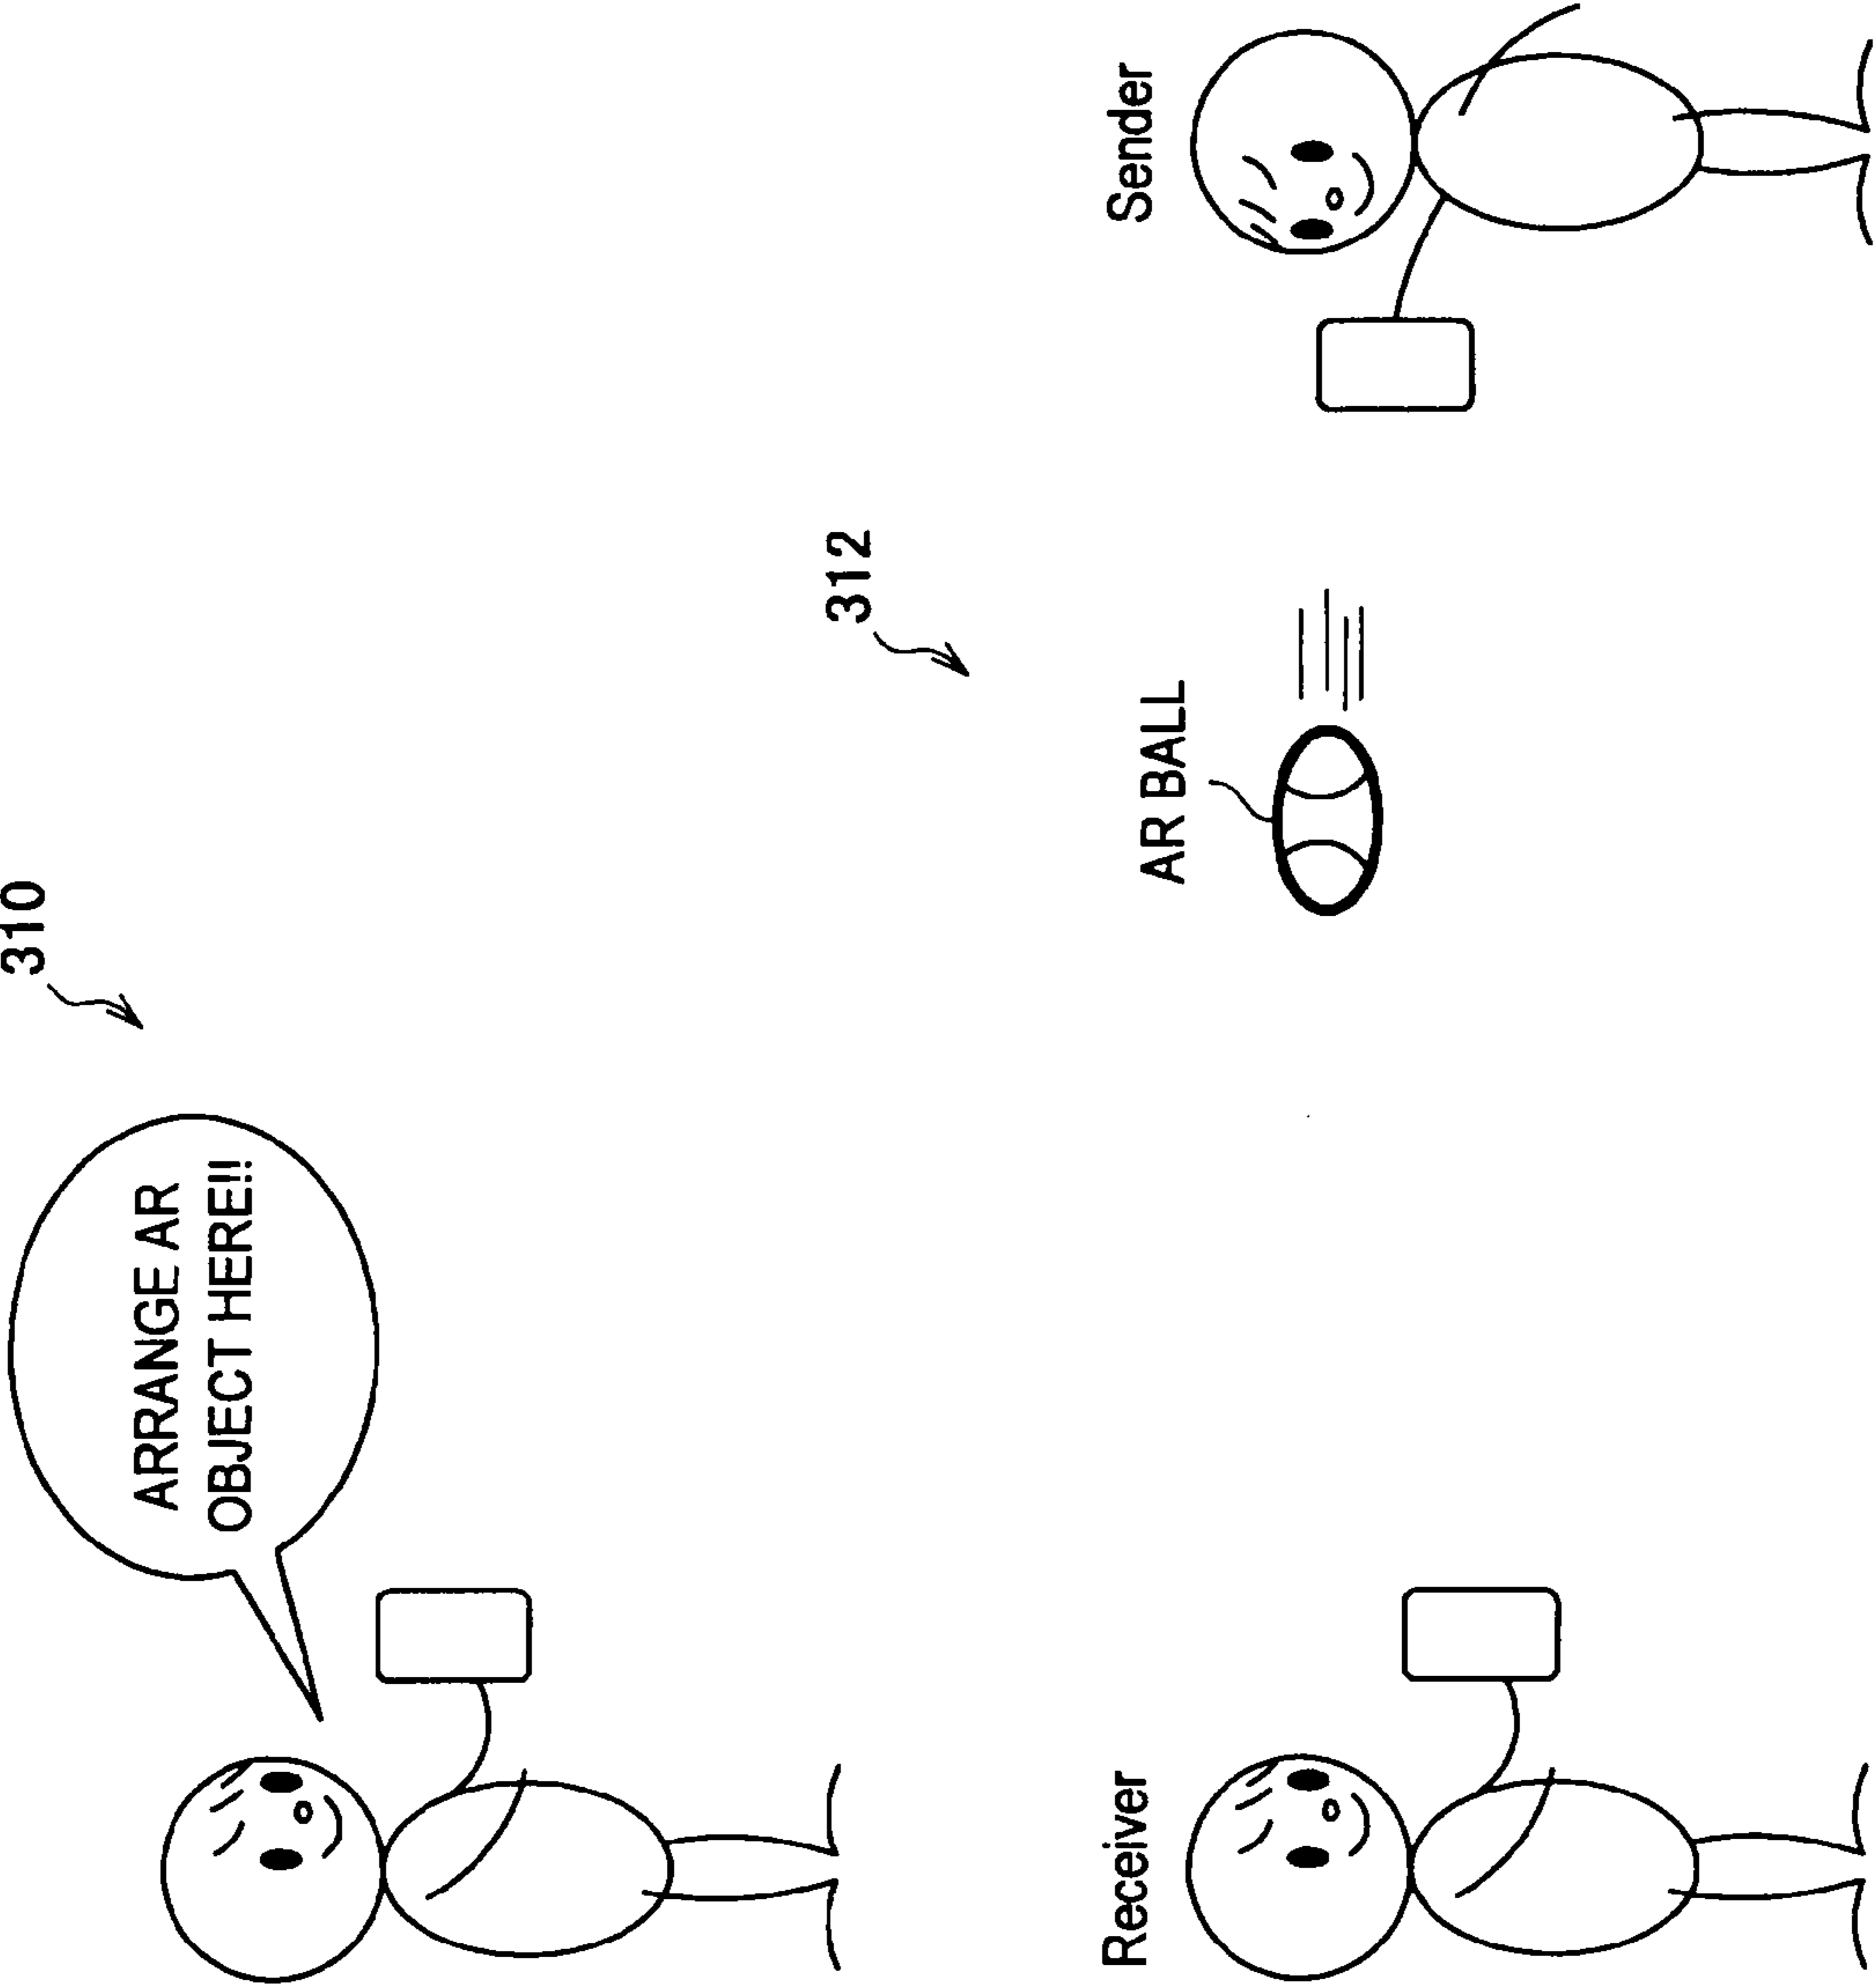 310
ARRANGE AR
OBJECT HERE!!
312
Receiver
AR BALL
Sender